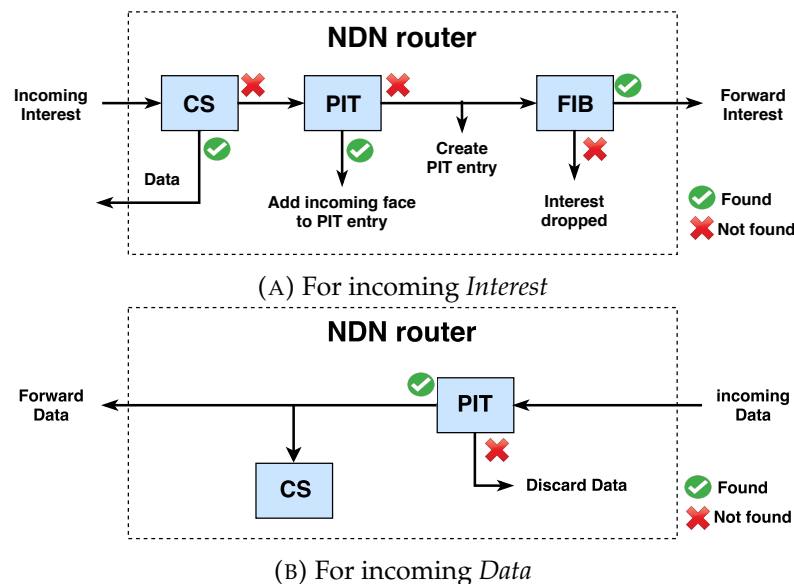 NDN router
Incoming
Interest
CS
PIT
FIB
Forward
Interest
Data
Create
PIT entry
Add incoming face
to PIT entry
Interest
dropped
Found
Not found
(A) For incoming Interest
NDN router
Forward
Data
PIT
incoming
Data
CS
Discard Data
Found
Not found
(B) For incoming Data